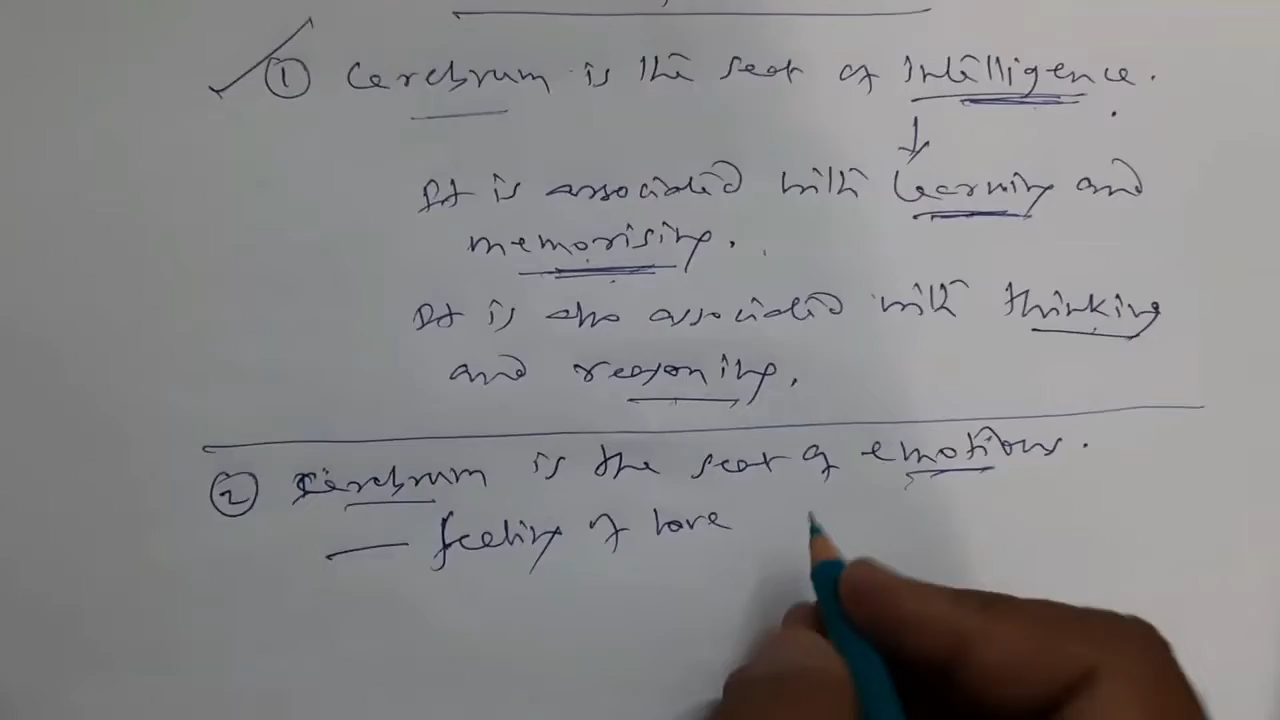 ① Cerebrum is the seat of Intelligence.
It is associated with learning and
memorising.
It is also associated with thinking
and reasoning.
② Cerebrum is the seat of emotions.
— feeling of love